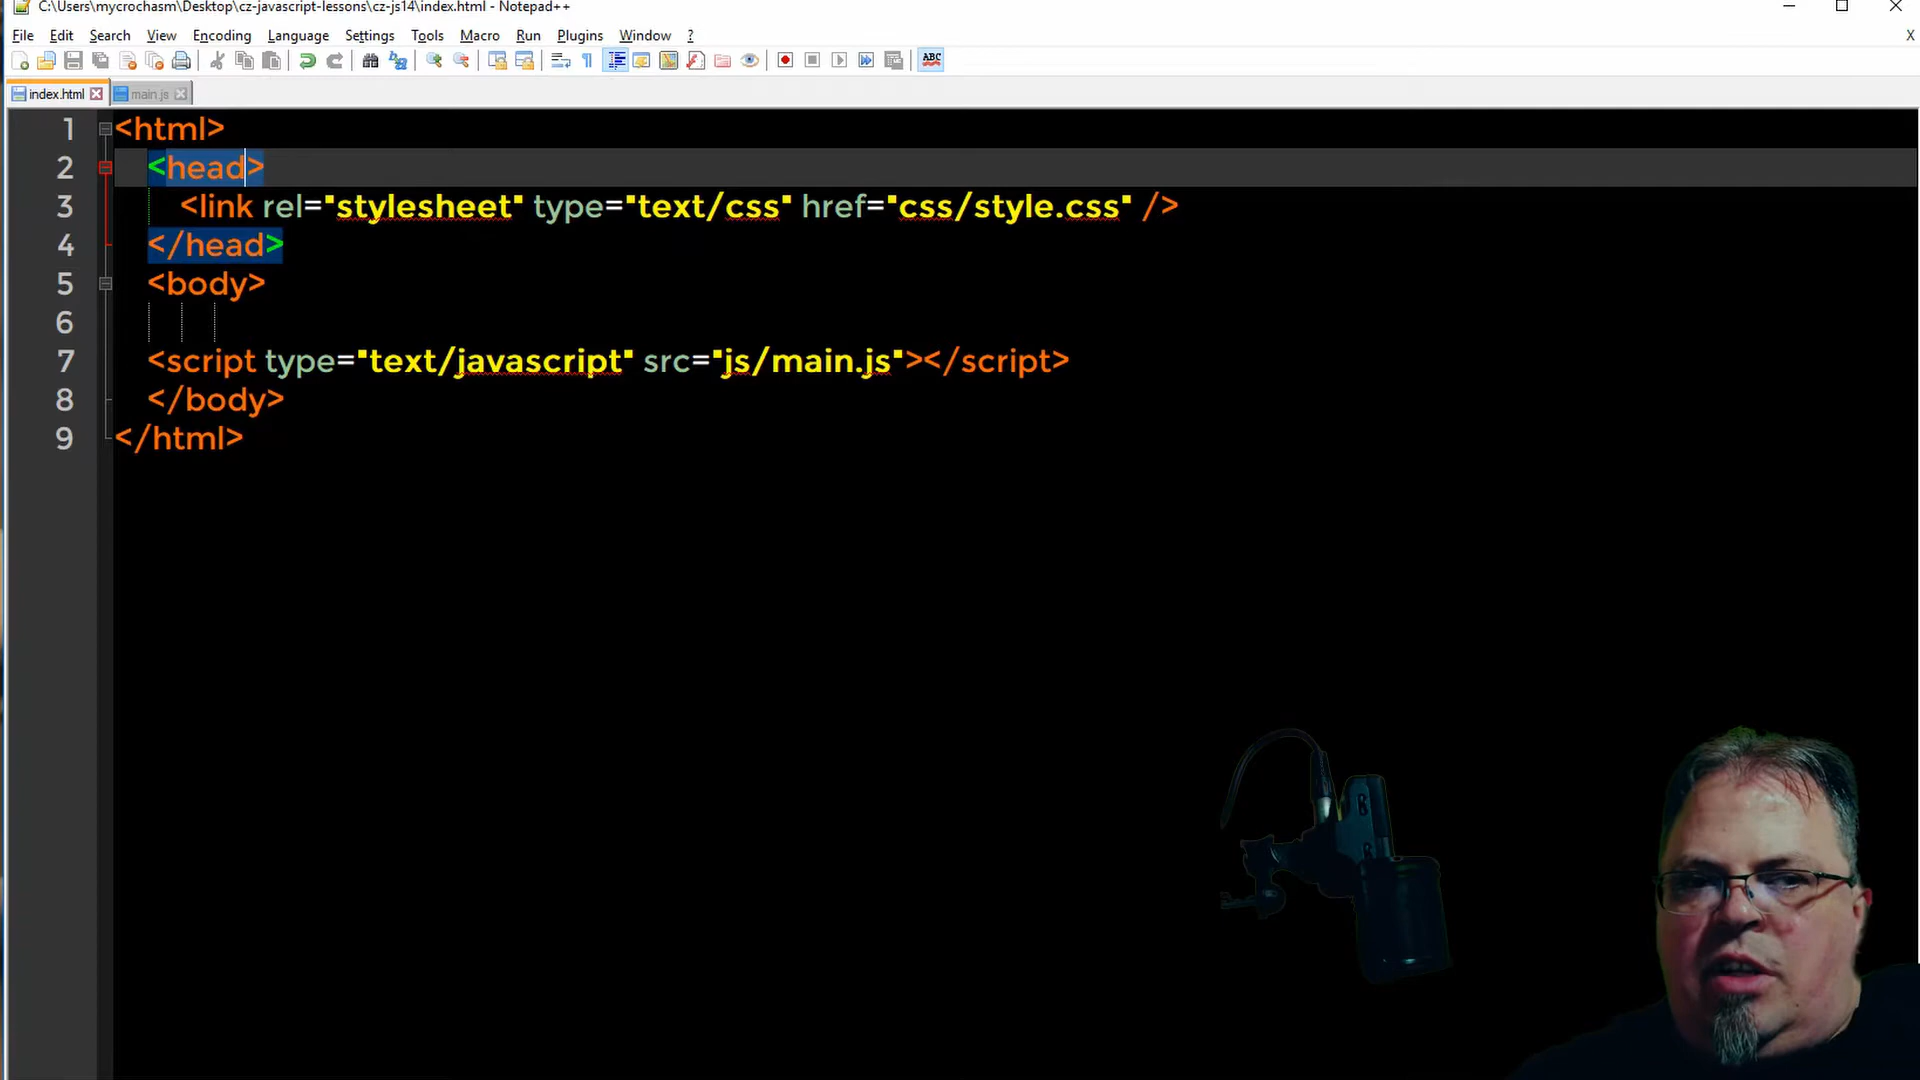 C:\Users\mycrochasm\Desktop\cz-javascript-lessons\cz-js14\index.html - Notepad++
File Edit Search View Encoding Language Settings Tools Macro Run Plugins Window ? X
ABC
index.html main.js
1 <html>
2 <head>
3 <link rel="stylesheet" type="text/css" href="css/style.css" />
4 </head>
5 <body>
6
7 <script type="text/javascript" src="js/main.js"></script>
8 </body>
9 </html>